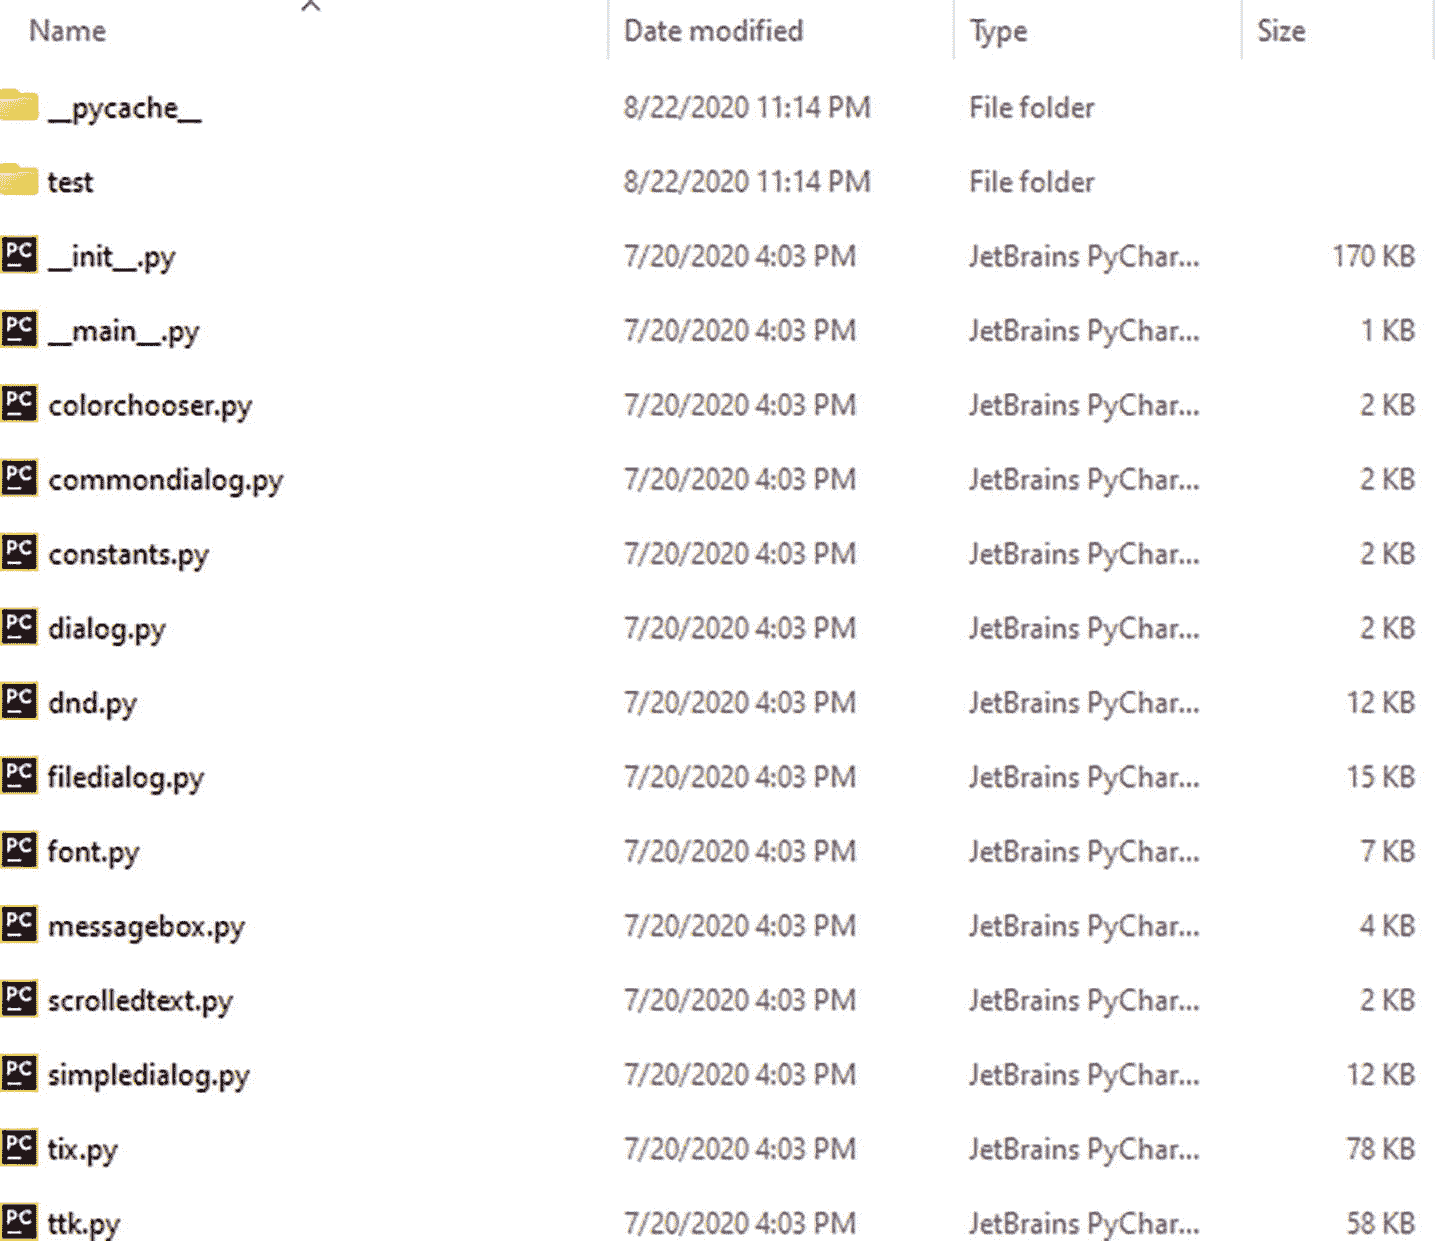 Name Date modified Type Size
__pycache__ 8/22/2020 11:14 PM File folder
test 8/22/2020 11:14 PM File folder
PC __init__.py 7/20/2020 4:03 PM JetBrains PyChar... 170 KB
PC __main__.py 7/20/2020 4:03 PM JetBrains PyChar... 1 KB
PC colorchooser.py 7/20/2020 4:03 PM JetBrains PyChar... 2 KB
PC commondialog.py 7/20/2020 4:03 PM JetBrains PyChar... 2 KB
PC constants.py 7/20/2020 4:03 PM JetBrains PyChar... 2 KB
PC dialog.py 7/20/2020 4:03 PM JetBrains PyChar... 2 KB
PC dnd.py 7/20/2020 4:03 PM JetBrains PyChar... 12 KB
PC filedialog.py 7/20/2020 4:03 PM JetBrains PyChar... 15 KB
PC font.py 7/20/2020 4:03 PM JetBrains PyChar... 7 KB
PC messagebox.py 7/20/2020 4:03 PM JetBrains PyChar... 4 KB
PC scrolledtext.py 7/20/2020 4:03 PM JetBrains PyChar... 2 KB
PC simpledialog.py 7/20/2020 4:03 PM JetBrains PyChar... 12 KB
PC tix.py 7/20/2020 4:03 PM JetBrains PyChar... 78 KB
PC ttk.py 7/20/2020 4:03 PM JetBrains PyChar... 58 KB